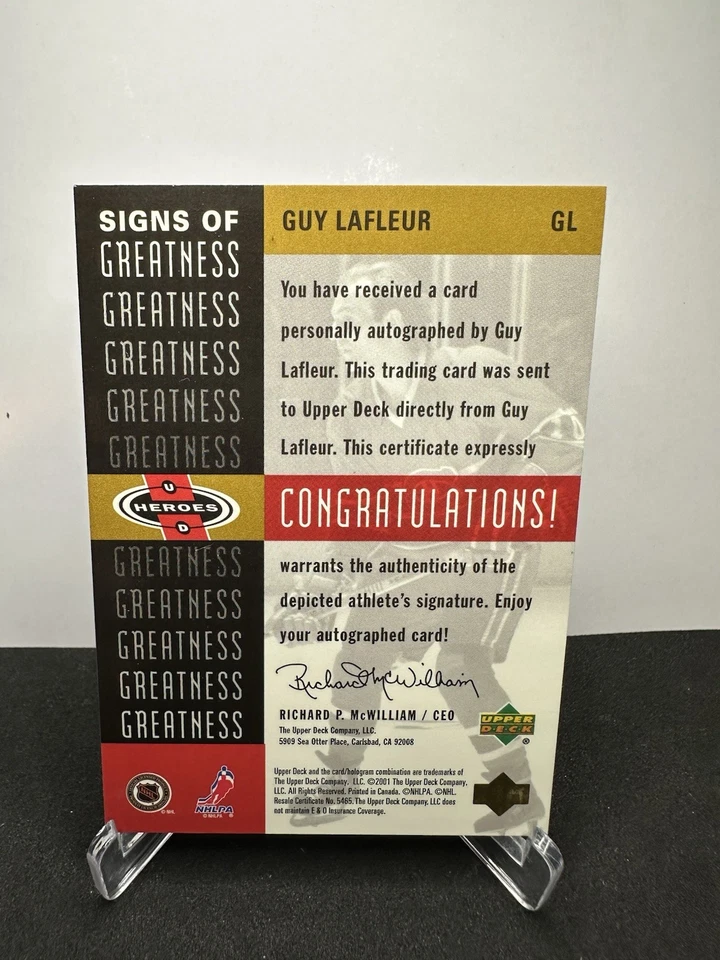 SIGNS OF
GREATNESS
GREATNESS
GREATNESS
GREATNESS
GREATNESS
U
HEROES
D
GREATNESS
GREATNESS
GREATNESS
GREATNESS
GREATNESS
NHL
© NHL
NHLPA
© NHLPA
®
GUY LAFLEUR GL
You have received a card
personally autographed by Guy
Lafleur. This trading card was sent
to Upper Deck directly from Guy
Lafleur. This certificate expressly
CONGRATULATIONS!
warrants the authenticity of the
depicted athlete's signature. Enjoy
your autographed card!
Richard P. McWilliam
RICHARD P. McWILLIAM / CEO
The Upper Deck Company, LLC.
5909 Sea Otter Place, Carlsbad, CA 92008
UPPER
D·E·C·K
®
Upper Deck and the card/hologram combination are trademarks of
The Upper Deck Company, LLC. ©2001 The Upper Deck Company,
LLC. All Rights Reserved. Printed in Canada. ©NHLPA. ©NHL.
Resale Certificate No. 5465. The Upper Deck Company, LLC does
not maintain E & O Insurance Coverage.